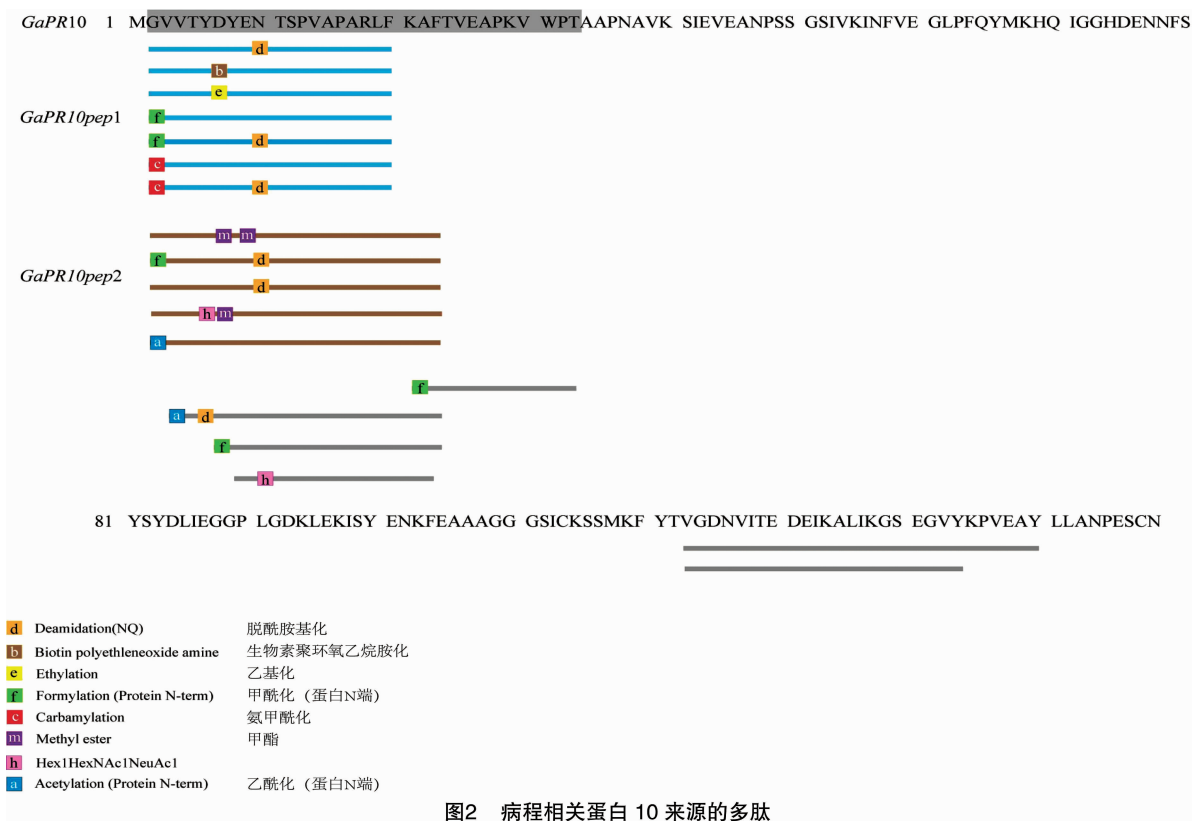 GaPR10 1 MGVVTYDYEN TSPVAPARLF KAFTVEAPKV WPTAAPNAVK SIEVEANPSS GSIVKINFVE GLPFQYMKHQ IGGHDENNFS
d
b
e
GaPR10pep1
f
f d
c
c d
m m
f d
GaPR10pep2
d
h m
a
f
a d
f
h
81 YSYDLIEGGP LGDKLEKISY ENKFEAAAGG GSICKSSMKF YTVGDNVITE DEIKALIKGS EGVYKPVEAY LLANPESCN
d Deamidation(NQ) 脱酰胺基化
b Biotin polyethleneoxide amine 生物素聚环氧乙烷胺化
e Ethylation 乙基化
f Formylation (Protein N-term) 甲酰化 (蛋白N端)
c Carbamylation 氨甲酰化
m Methyl ester 甲酯
h Hex1HexNAc1NeuAc1
a Acetylation (Protein N-term) 乙酰化 (蛋白N端)
图2 病程相关蛋白 10 来源的多肽